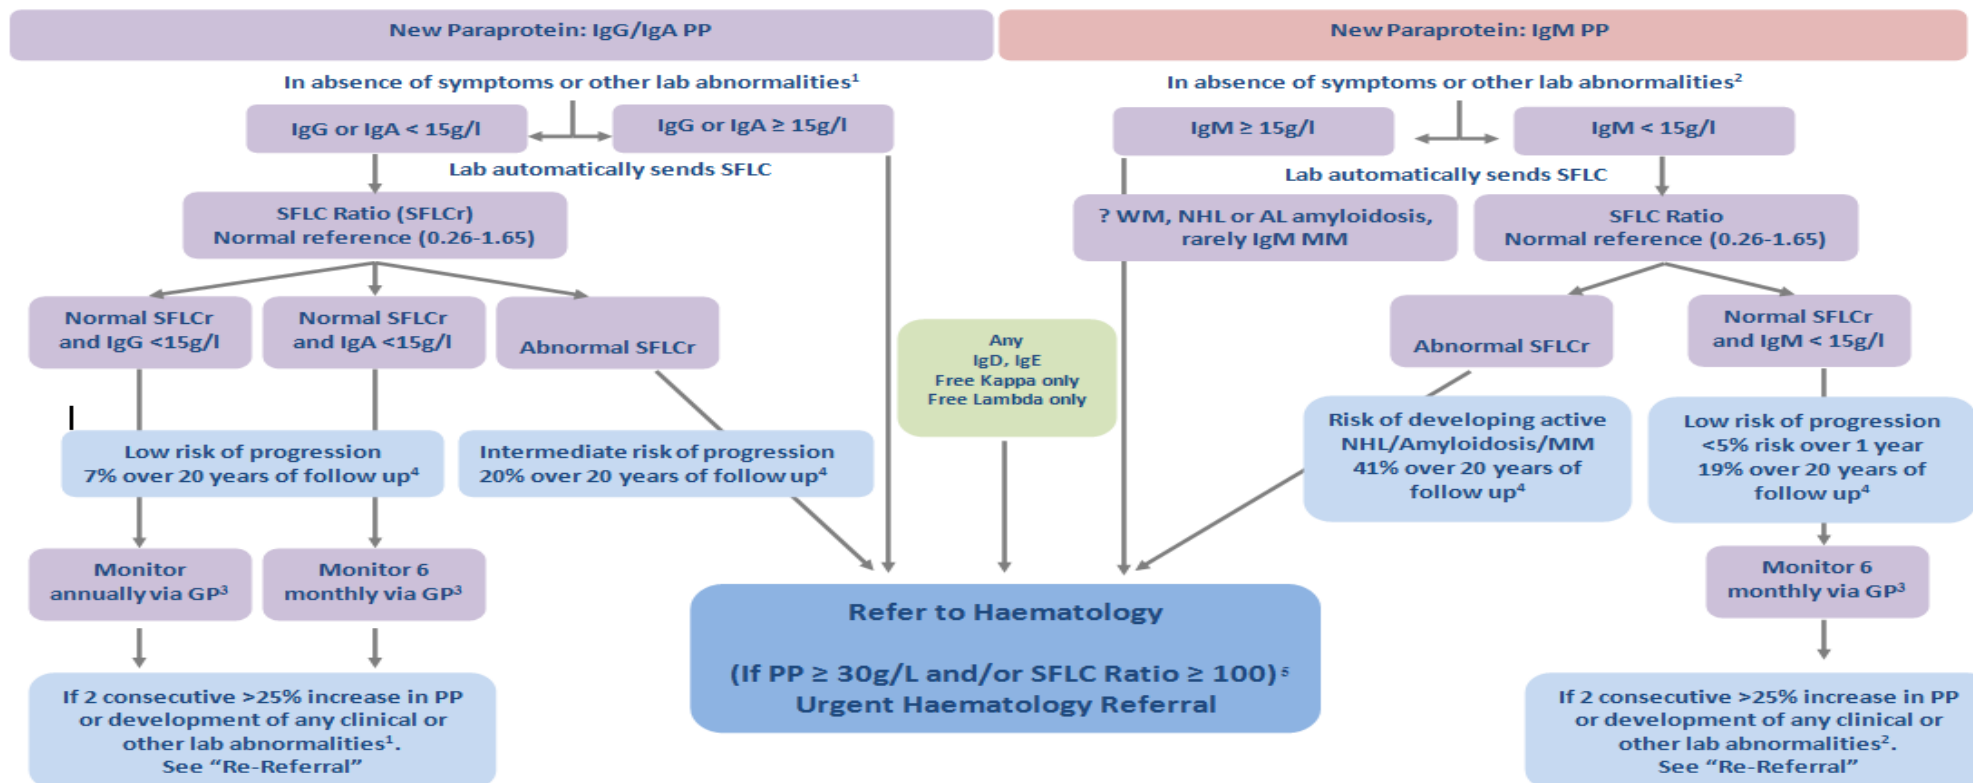 New Paraprotein: IgG/IgA PP
In absence of symptoms or other lab abnormalities¹
IgG or IgA < 15g/l
IgG or IgA ≥ 15g/l
Lab automatically sends SFLC
SFLC Ratio (SFLCr)
Normal reference (0.26-1.65)
Normal SFLCr
and IgG <15g/l
Normal SFLCr
and IgA <15g/l
Abnormal SFLCr
Low risk of progression
7% over 20 years of follow up⁴
Intermediate risk of progression
20% over 20 years of follow up⁴
Monitor
annually via GP³
Monitor 6
monthly via GP³
If 2 consecutive >25% increase in PP
or development of any clinical or
other lab abnormalities¹.
See “Re-Referral”
Any
IgD, IgE
Free Kappa only
Free Lambda only
Refer to Haematology
(If PP ≥ 30g/L and/or SFLC Ratio ≥ 100)⁵
Urgent Haematology Referral
New Paraprotein: IgM PP
In absence of symptoms or other lab abnormalities²
IgM ≥ 15g/l
IgM < 15g/l
Lab automatically sends SFLC
? WM, NHL or AL amyloidosis,
rarely IgM MM
SFLC Ratio
Normal reference (0.26-1.65)
Abnormal SFLCr
Normal SFLCr
and IgM < 15g/l
Risk of developing active
NHL/Amyloidosis/MM
41% over 20 years of
follow up⁴
Low risk of progression
<5% risk over 1 year
19% over 20 years of
follow up⁴
Monitor 6
monthly via GP³
If 2 consecutive >25% increase in PP
or development of any clinical or
other lab abnormalities².
See “Re-Referral”